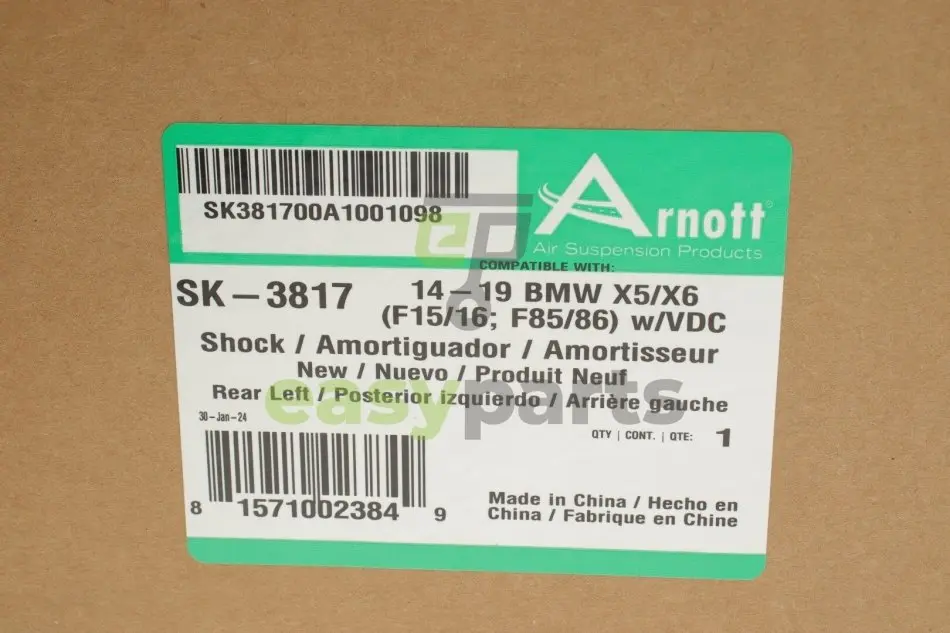 SK381700A1001098
Arnott®
Air Suspension Products
COMPATIBLE WITH:
SK-3817
14-19 BMW X5/X6
(F15/16; F85/86) w/VDC
Shock / Amortiguador / Amortisseur
New / Nuevo / Produit Neuf
Rear Left / Posterior izquierdo / Arrière gauche
easyparts
30-Jan-24
QTY | CONT. | QTE: 1
8 1571002384 9
Made in China / Hecho en
China / Fabrique en Chine